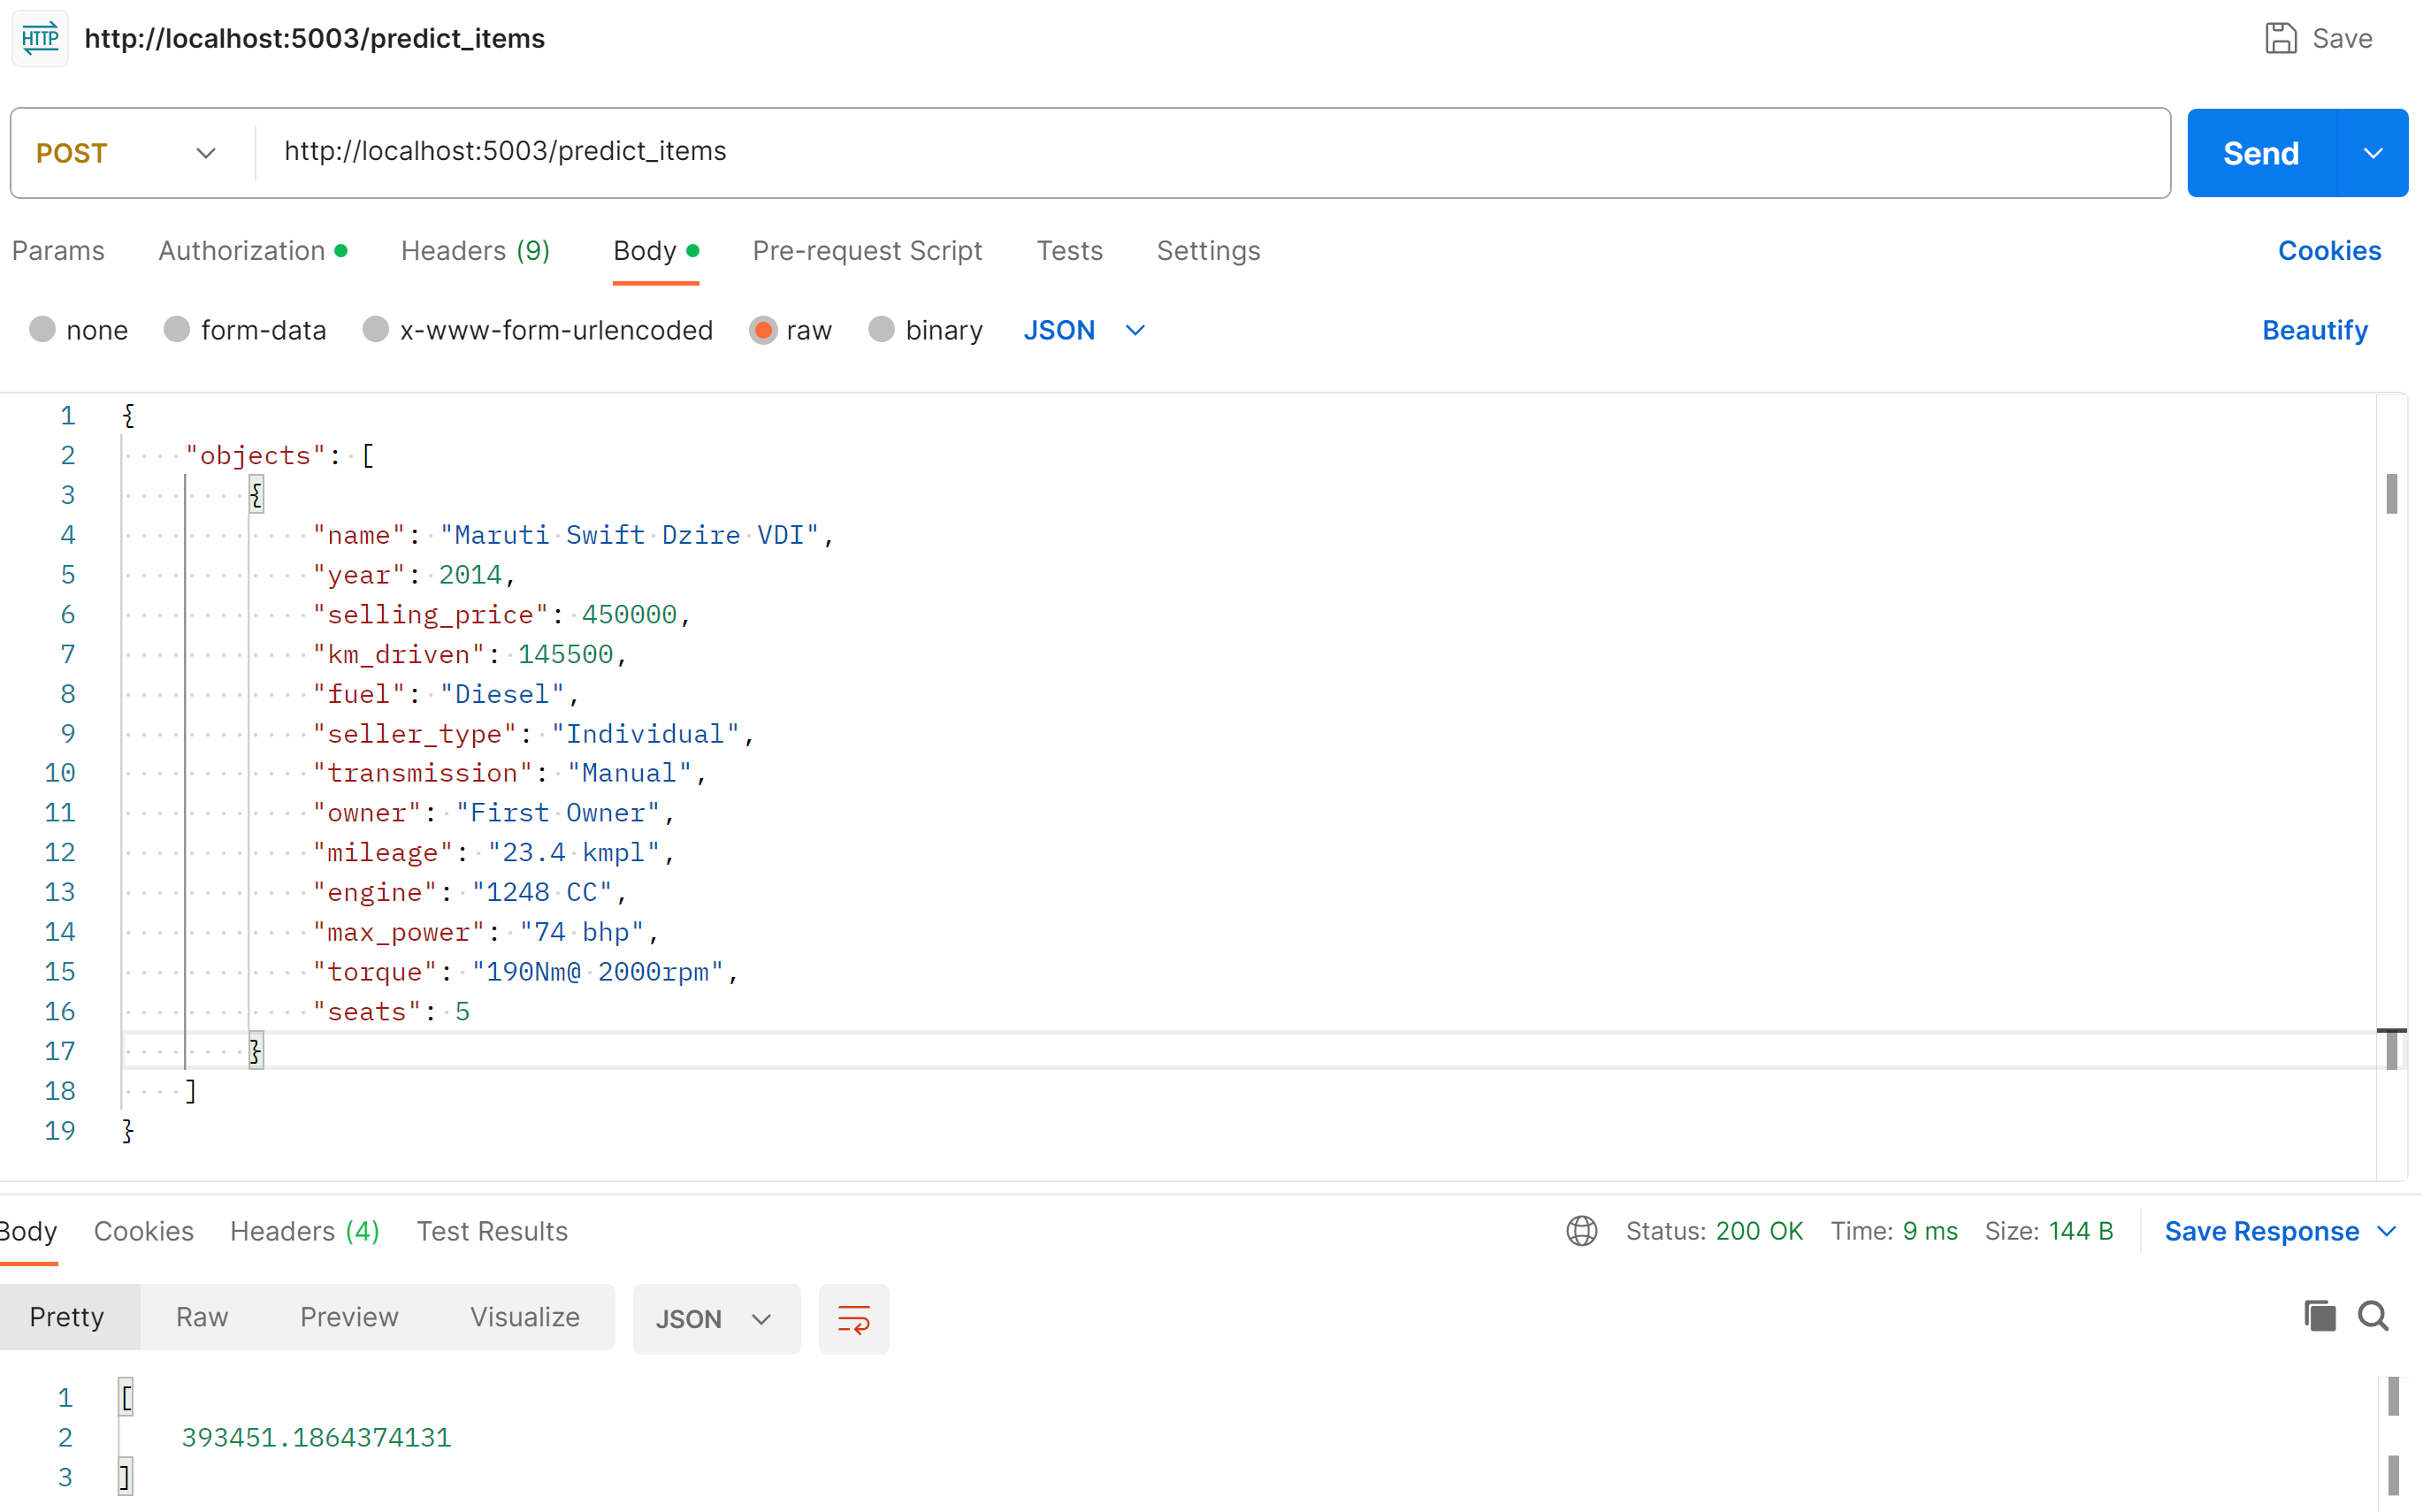 HTTP http://localhost:5003/predict_items Save
POST http://localhost:5003/predict_items Send
Params Authorization Headers (9) Body Pre-request Script Tests Settings Cookies
none form-data x-www-form-urlencoded raw binary JSON Beautify
1 {
2 "objects": [
3 {
4 "name": "Maruti Swift Dzire VDI",
5 "year": 2014,
6 "selling_price": 450000,
7 "km_driven": 145500,
8 "fuel": "Diesel",
9 "seller_type": "Individual",
10 "transmission": "Manual",
11 "owner": "First Owner",
12 "mileage": "23.4 kmpl",
13 "engine": "1248 CC",
14 "max_power": "74 bhp",
15 "torque": "190Nm@ 2000rpm",
16 "seats": 5
17 }
18 ]
19 }
Body Cookies Headers (4) Test Results Status: 200 OK Time: 9 ms Size: 144 B Save Response
Pretty Raw Preview Visualize JSON
1 [
2 393451.1864374131
3 ]